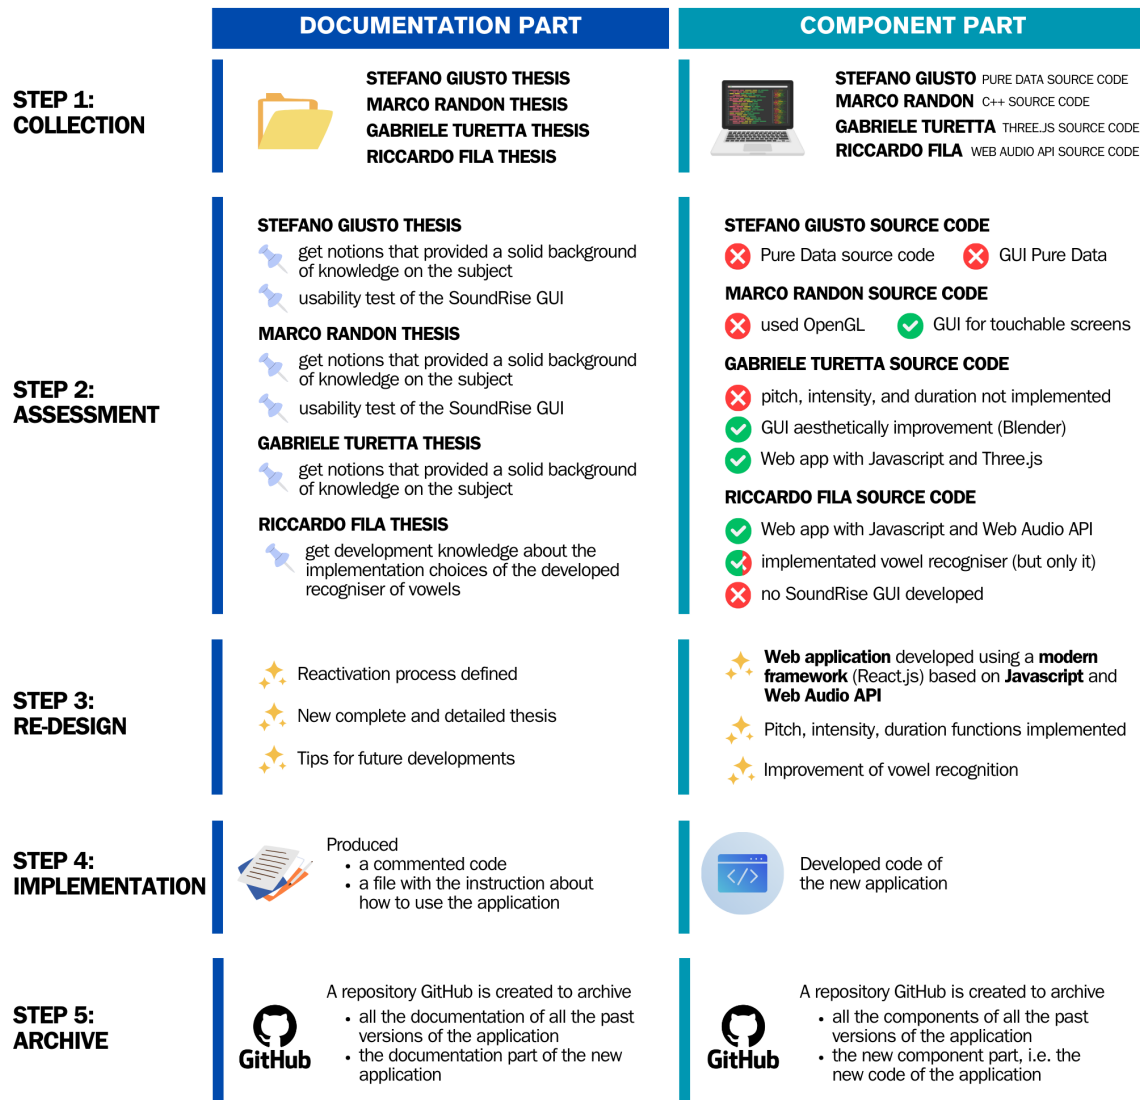 DOCUMENTATION PART
COMPONENT PART
STEP 1:
COLLECTION
STEFANO GIUSTO THESIS
MARCO RANDON THESIS
GABRIELE TURETTA THESIS
RICCARDO FILA THESIS
STEFANO GIUSTO PURE DATA SOURCE CODE
MARCO RANDON C++ SOURCE CODE
GABRIELE TURETTA THREE.JS SOURCE CODE
RICCARDO FILA WEB AUDIO API SOURCE CODE
STEP 2:
ASSESSMENT
STEFANO GIUSTO THESIS
get notions that provided a solid background
of knowledge on the subject
usability test of the SoundRise GUI
MARCO RANDON THESIS
get notions that provided a solid background
of knowledge on the subject
usability test of the SoundRise GUI
GABRIELE TURETTA THESIS
get notions that provided a solid background
of knowledge on the subject
RICCARDO FILA THESIS
get development knowledge about the
implementation choices of the developed
recogniser of vowels
STEFANO GIUSTO SOURCE CODE
Pure Data source code
GUI Pure Data
MARCO RANDON SOURCE CODE
used OpenGL
GUI for touchable screens
GABRIELE TURETTA SOURCE CODE
pitch, intensity, and duration not implemented
GUI aesthetically improvement (Blender)
Web app with Javascript and Three.js
RICCARDO FILA SOURCE CODE
Web app with Javascript and Web Audio API
implementated vowel recogniser (but only it)
no SoundRise GUI developed
STEP 3:
RE-DESIGN
Reactivation process defined
New complete and detailed thesis
Tips for future developments
Web application developed using a modern
framework (React.js) based on Javascript and
Web Audio API
Pitch, intensity, duration functions implemented
Improvement of vowel recognition
STEP 4:
IMPLEMENTATION
Produced
• a commented code
• a file with the instruction about
how to use the application
</>
Developed code of
the new application
STEP 5:
ARCHIVE
GitHub
A repository GitHub is created to archive
• all the documentation of all the past
versions of the application
• the documentation part of the new
application
GitHub
A repository GitHub is created to archive
• all the components of all the past
versions of the application
• the new component part, i.e. the
new code of the application